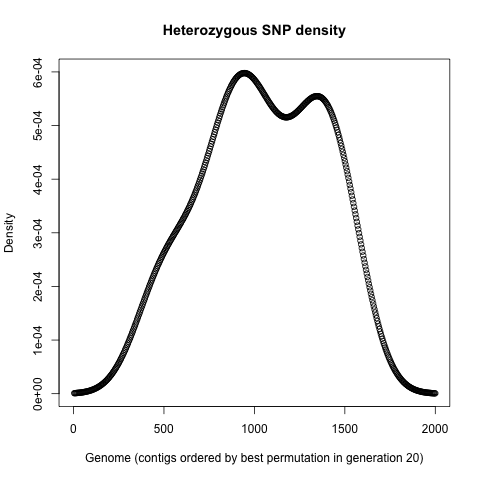 Heterozygous SNP density
6e-04
5e-04
4e-04
3e-04
2e-04
1e-04
0e+00
Density
0 500 1000 1500 2000
Genome (contigs ordered by best permutation in generation 20)